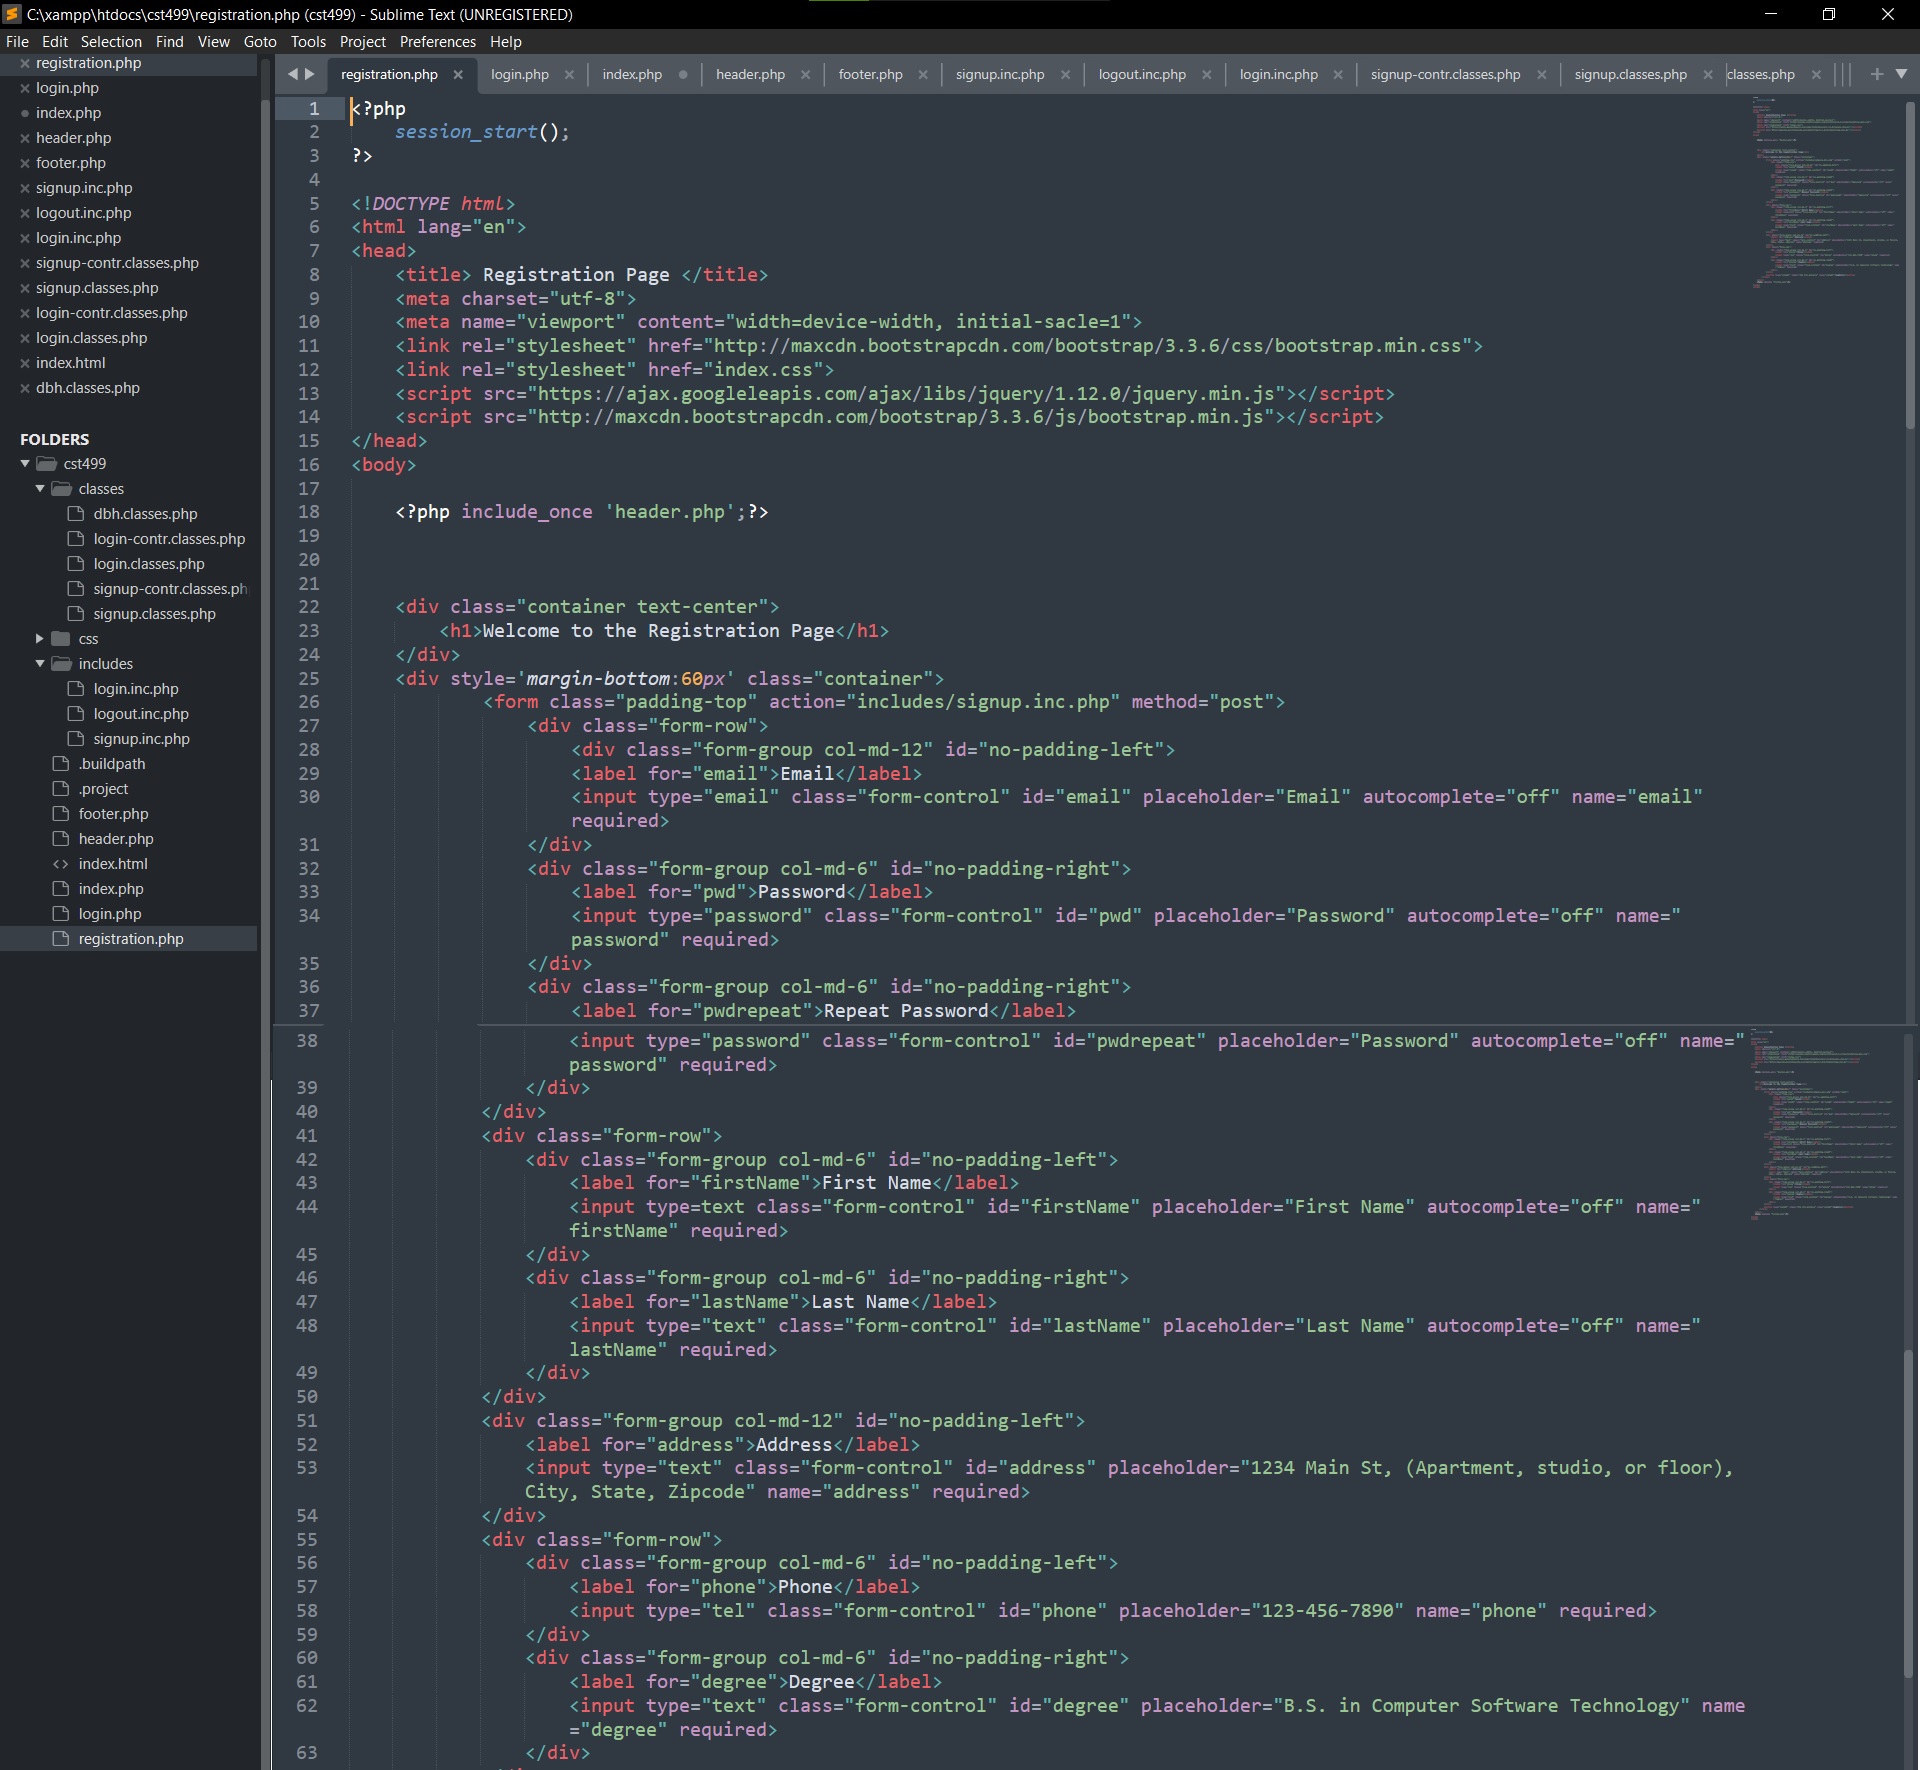 C:\xampp\htdocs\cst499\registration.php (cst499) - Sublime Text (UNREGISTERED)
File Edit Selection Find View Goto Tools Project Preferences Help
registration.php
login.php
index.php
header.php
footer.php
signup.inc.php
logout.inc.php
login.inc.php
signup-contr.classes.php
signup.classes.php
login-contr.classes.php
login.classes.php
index.html
dbh.classes.php
FOLDERS
cst499
classes
dbh.classes.php
login-contr.classes.php
login.classes.php
signup-contr.classes.ph
signup.classes.php
css
includes
login.inc.php
logout.inc.php
signup.inc.php
.buildpath
.project
footer.php
header.php
index.html
index.php
login.php
registration.php
registration.php login.php index.php header.php footer.php signup.inc.php logout.inc.php login.inc.php signup-contr.classes.php signup.classes.php classes.php
1 <?php
2 session_start();
3 ?>
4
5 <!DOCTYPE html>
6 <html lang="en">
7 <head>
8 <title> Registration Page </title>
9 <meta charset="utf-8">
10 <meta name="viewport" content="width=device-width, initial-sacle=1">
11 <link rel="stylesheet" href="http://maxcdn.bootstrapcdn.com/bootstrap/3.3.6/css/bootstrap.min.css">
12 <link rel="stylesheet" href="index.css">
13 <script src="https://ajax.googleleapis.com/ajax/libs/jquery/1.12.0/jquery.min.js"></script>
14 <script src="http://maxcdn.bootstrapcdn.com/bootstrap/3.3.6/js/bootstrap.min.js"></script>
15 </head>
16 <body>
17
18 <?php include_once 'header.php';?>
19
20
21
22 <div class="container text-center">
23 <h1>Welcome to the Registration Page</h1>
24 </div>
25 <div style='margin-bottom:60px' class="container">
26 <form class="padding-top" action="includes/signup.inc.php" method="post">
27 <div class="form-row">
28 <div class="form-group col-md-12" id="no-padding-left">
29 <label for="email">Email</label>
30 <input type="email" class="form-control" id="email" placeholder="Email" autocomplete="off" name="email"
required>
31 </div>
32 <div class="form-group col-md-6" id="no-padding-right">
33 <label for="pwd">Password</label>
34 <input type="password" class="form-control" id="pwd" placeholder="Password" autocomplete="off" name="
password" required>
35 </div>
36 <div class="form-group col-md-6" id="no-padding-right">
37 <label for="pwdrepeat">Repeat Password</label>
38 <input type="password" class="form-control" id="pwdrepeat" placeholder="Password" autocomplete="off" name="
password" required>
39 </div>
40 </div>
41 <div class="form-row">
42 <div class="form-group col-md-6" id="no-padding-left">
43 <label for="firstName">First Name</label>
44 <input type=text class="form-control" id="firstName" placeholder="First Name" autocomplete="off" name="
firstName" required>
45 </div>
46 <div class="form-group col-md-6" id="no-padding-right">
47 <label for="lastName">Last Name</label>
48 <input type="text" class="form-control" id="lastName" placeholder="Last Name" autocomplete="off" name="
lastName" required>
49 </div>
50 </div>
51 <div class="form-group col-md-12" id="no-padding-left">
52 <label for="address">Address</label>
53 <input type="text" class="form-control" id="address" placeholder="1234 Main St, (Apartment, studio, or floor),
City, State, Zipcode" name="address" required>
54 </div>
55 <div class="form-row">
56 <div class="form-group col-md-6" id="no-padding-left">
57 <label for="phone">Phone</label>
58 <input type="tel" class="form-control" id="phone" placeholder="123-456-7890" name="phone" required>
59 </div>
60 <div class="form-group col-md-6" id="no-padding-right">
61 <label for="degree">Degree</label>
62 <input type="text" class="form-control" id="degree" placeholder="B.S. in Computer Software Technology" name
="degree" required>
63 </div>